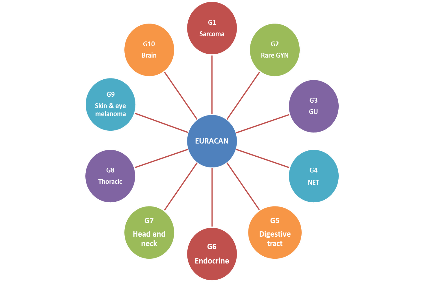 G1
Sarcoma
G2
Rare GYN
G3
GU
G4
NET
G5
Digestive
tract
G6
Endocrine
G7
Head and
neck
G8
Thoracic
G9
Skin & eye
melanoma
G10
Brain
EURACAN